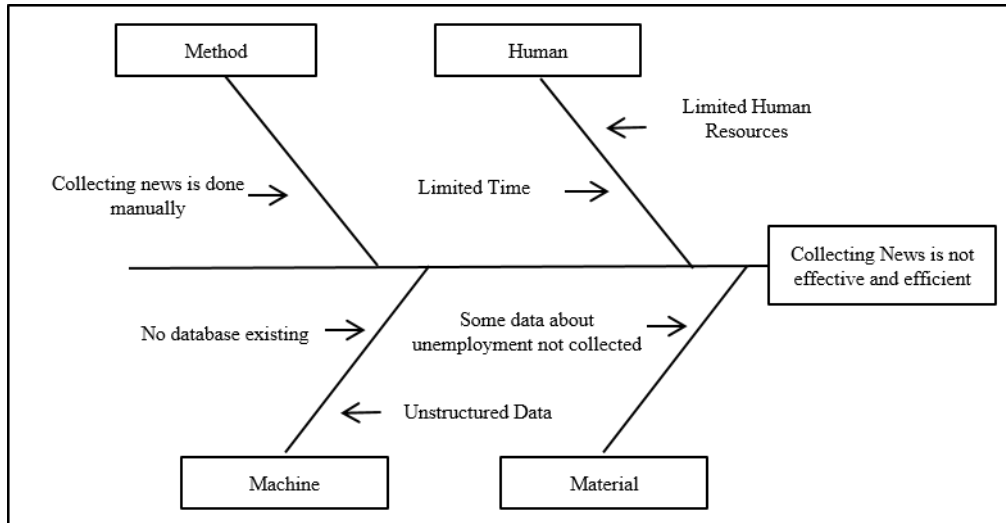 Method
Human
Limited Human
Resources
Collecting news is done
manually
Limited Time
Collecting News is not
effective and efficient
No database existing
Some data about
unemployment not collected
Unstructured Data
Machine
Material